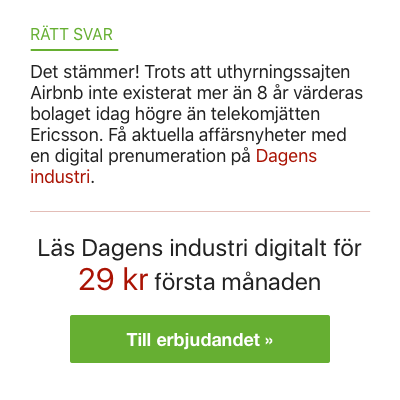 RÄTT SVAR
Det stämmer! Trots att uthyrningssajten
Airbnb inte existerat mer än 8 år värderas
bolaget idag högre än telekomjätten
Ericsson. Få aktuella affärsnyheter med
en digital prenumeration på Dagens
industri.
Läs Dagens industri digitalt för
29 kr första månaden
Till erbjudandet »